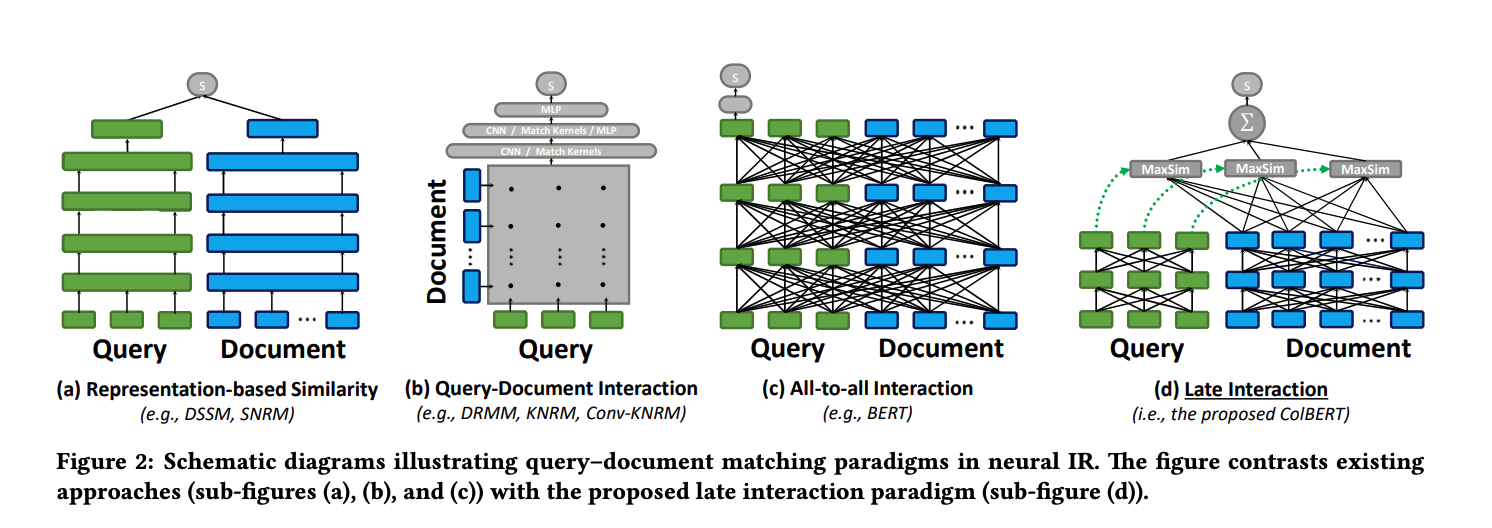 S
Query
Document
(a) Representation-based Similarity
(e.g., DSSM, SNRM)
S
MLP
CNN / Match Kernels / MLP
CNN / Match Kernels
Document
Query
(b) Query-Document Interaction
(e.g., DRMM, KNRM, Conv-KNRM)
S
Query
Document
(c) All-to-all Interaction
(e.g., BERT)
S
Σ
MaxSim
MaxSim
MaxSim
Query
Document
(d) Late Interaction
(i.e., the proposed ColBERT)
Figure 2: Schematic diagrams illustrating query–document matching paradigms in neural IR. The figure contrasts existing
approaches (sub-figures (a), (b), and (c)) with the proposed late interaction paradigm (sub-figure (d)).